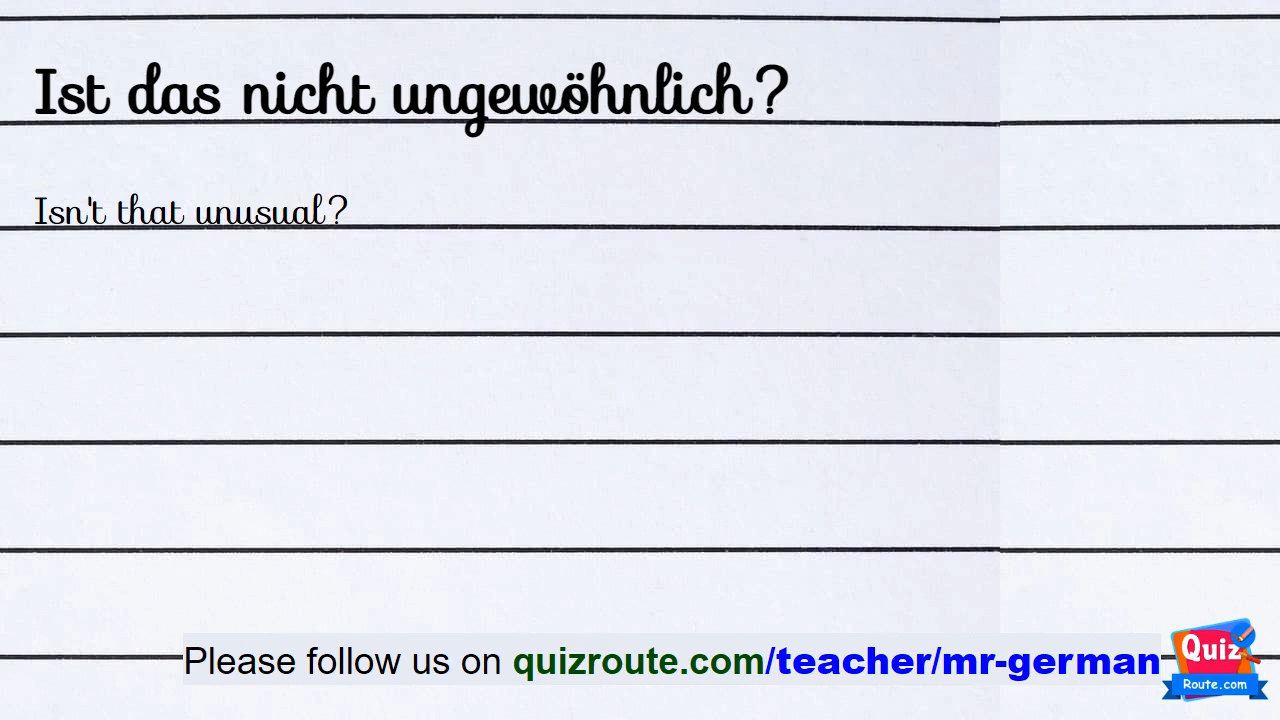 Ist das nicht ungewöhnlich?
Isn't that unusual?
Please follow us on quizroute.com/teacher/mr-german
Quiz
Route.com